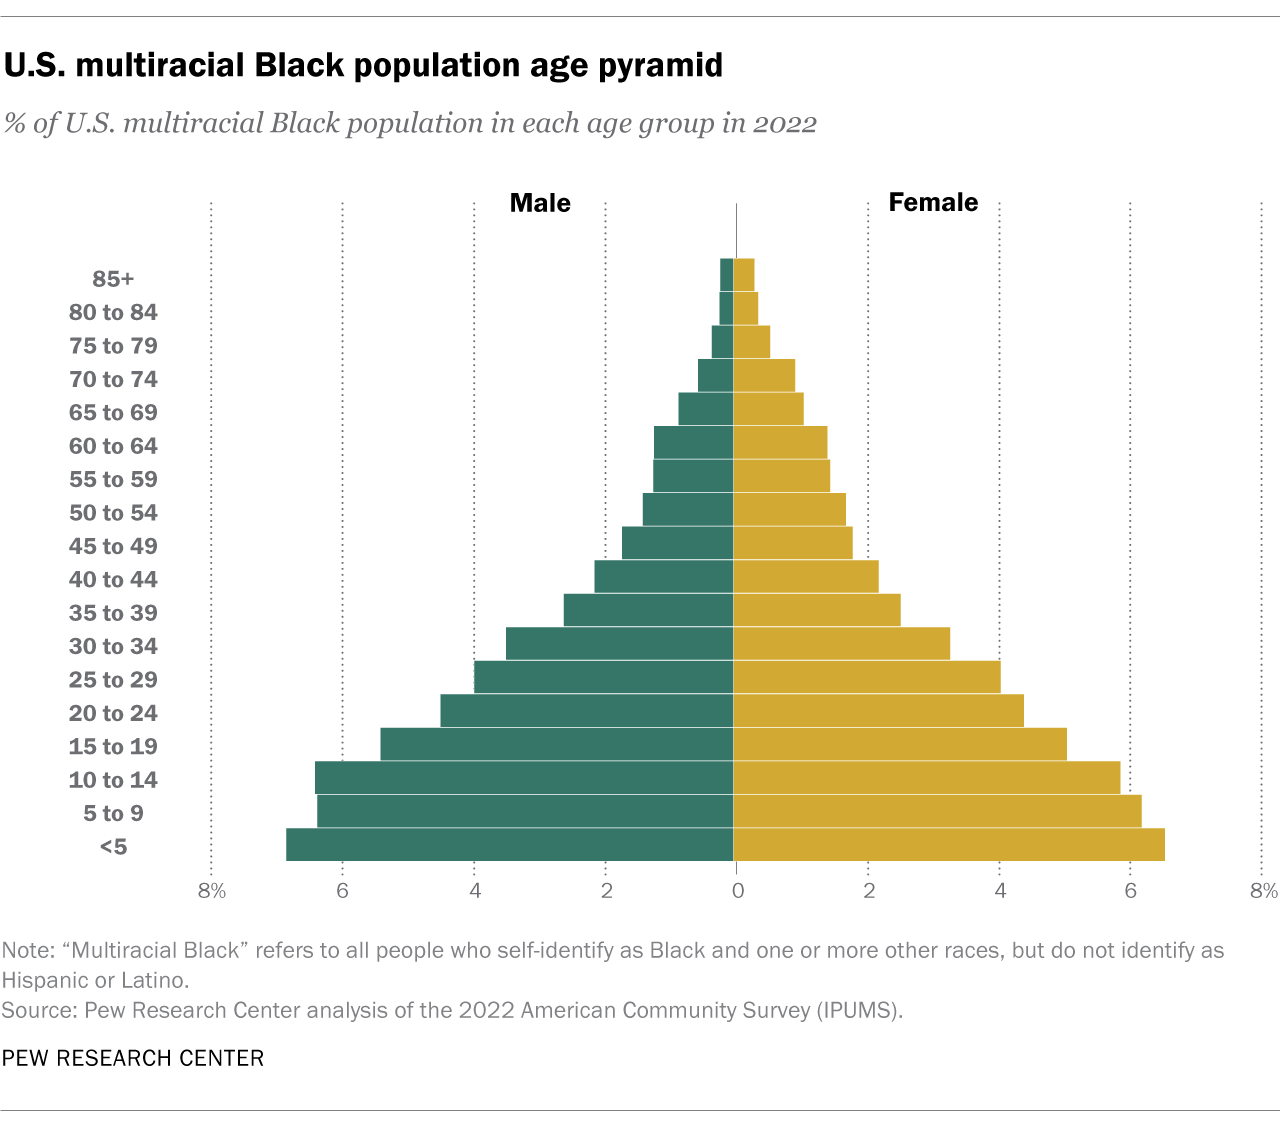 U.S. multiracial Black population age pyramid
% of U.S. multiracial Black population in each age group in 2022
Male
Female
85+
80 to 84
75 to 79
70 to 74
65 to 69
60 to 64
55 to 59
50 to 54
45 to 49
40 to 44
35 to 39
30 to 34
25 to 29
20 to 24
15 to 19
10 to 14
5 to 9
<5
8% 6 4 2 0 2 4 6 8%
Note: “Multiracial Black” refers to all people who self-identify as Black and one or more other races, but do not identify as
Hispanic or Latino.
Source: Pew Research Center analysis of the 2022 American Community Survey (IPUMS).
PEW RESEARCH CENTER